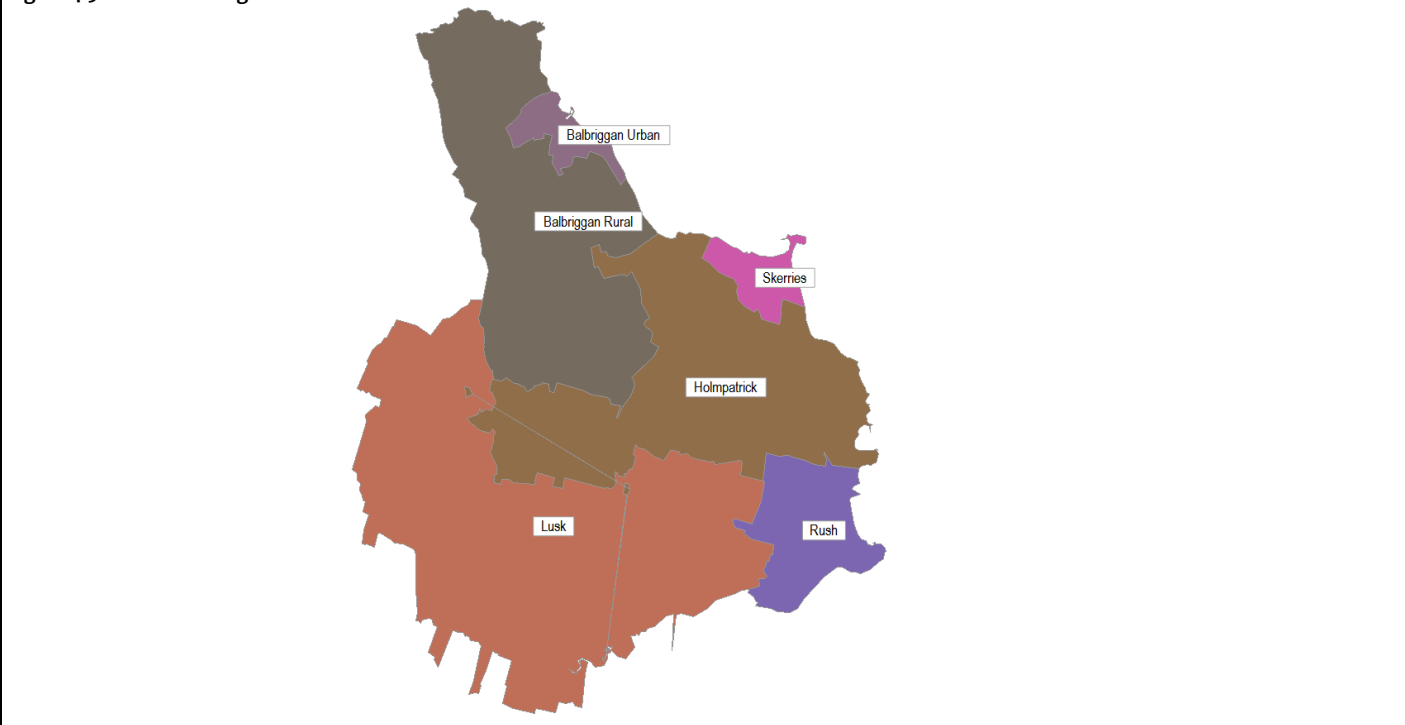 Balbriggan Urban
Balbriggan Rural
Skerries
Holmpatrick
Lusk
Rush